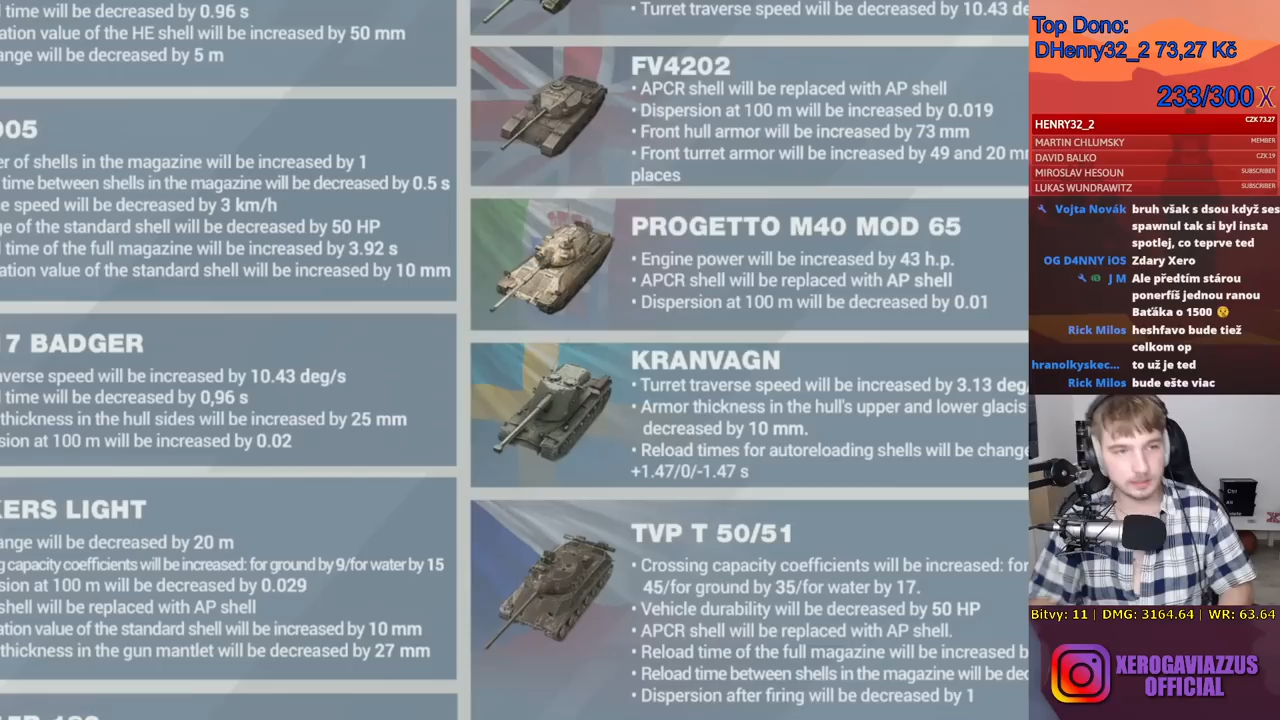 time will be decreased by 0.96 s
ation value of the HE shell will be increased by 50 mm
ange will be decreased by 5 m
er of shells in the magazine will be increased by 1
time between shells in the magazine will be decreased by 0.5 s
e speed will be decreased by 3 km/h
ge of the standard shell will be decreased by 50 HP
time of the full magazine will be increased by 3.92 s
ation value of the standard shell will be increased by 10 mm
7 BADGER
averse speed will be increased by 10.43 deg/s
time will be decreased by 0,96 s
thickness in the hull sides will be increased by 25 mm
sion at 100 m will be decreased by 0.02
KERS LIGHT
ange will be decreased by 20 m
g capacity coefficients will be increased: for ground by 9/for water by 15
sion at 100 m will be decreased by 0.029
shell will be replaced with AP shell
ation value of the standard shell will be increased by 10 mm
thickness in the gun mantlet will be decreased by 27 mm
• Turret traverse speed will be decreased by 10.43 de
FV4202
• APCR shell will be replaced with AP shell
• Dispersion at 100 m will be increased by 0.019
• Front hull armor will be increased by 73 mm
• Front turret armor will be increased by 49 and 20 mm
places
PROGETTO M40 MOD 65
• Engine power will be increased by 43 h.p.
• APCR shell will be replaced with AP shell
• Dispersion at 100 m will be decreased by 0.01
KRANVAGN
• Turret traverse speed will be increased by 3.13 deg/
• Armor thickness in the hull's upper and lower glacis
decreased by 10 mm.
• Reload times for autoreloading shells will be change
+1.47/0/-1.47 s
TVP T 50/51
• Crossing capacity coefficients will be increased: for
45/for ground by 35/for water by 17.
• Vehicle durability will be decreased by 50 HP
• APCR shell will be replaced with AP shell.
• Reload time of the full magazine will be increased b
• Reload time between shells in the magazine will be dec
• Dispersion after firing will be decreased by 1
Top Dono:
DHenry32_2 73,27 Kč
233/300 X
HENRY32_2 CZK 73.27
MARTIN CHLUMSKY MEMBER
DAVID BALKO CZK 19
MIROSLAV HESOUN SUBSCRIBER
LUKAS WUNDRAWITZ SUBSCRIBER
Vojta Novák bruh však s dsou když ses
spawnul tak si byl insta
spotlej, co teprve ted
OG D4NNY iOS Zdary Xero
J M Ale předtím stárou
ponerfíš jednou ranou
Baťáka o 1500 😮
Rick Milos heshfavo bude tiež
celkom op
hranolkyskec... to už je ted
Rick Milos bude ešte viac
Ctrl
Bitvy: 11 | DMG: 3164.64 | WR: 63.64
XEROGAVIAZZUS
OFFICIAL